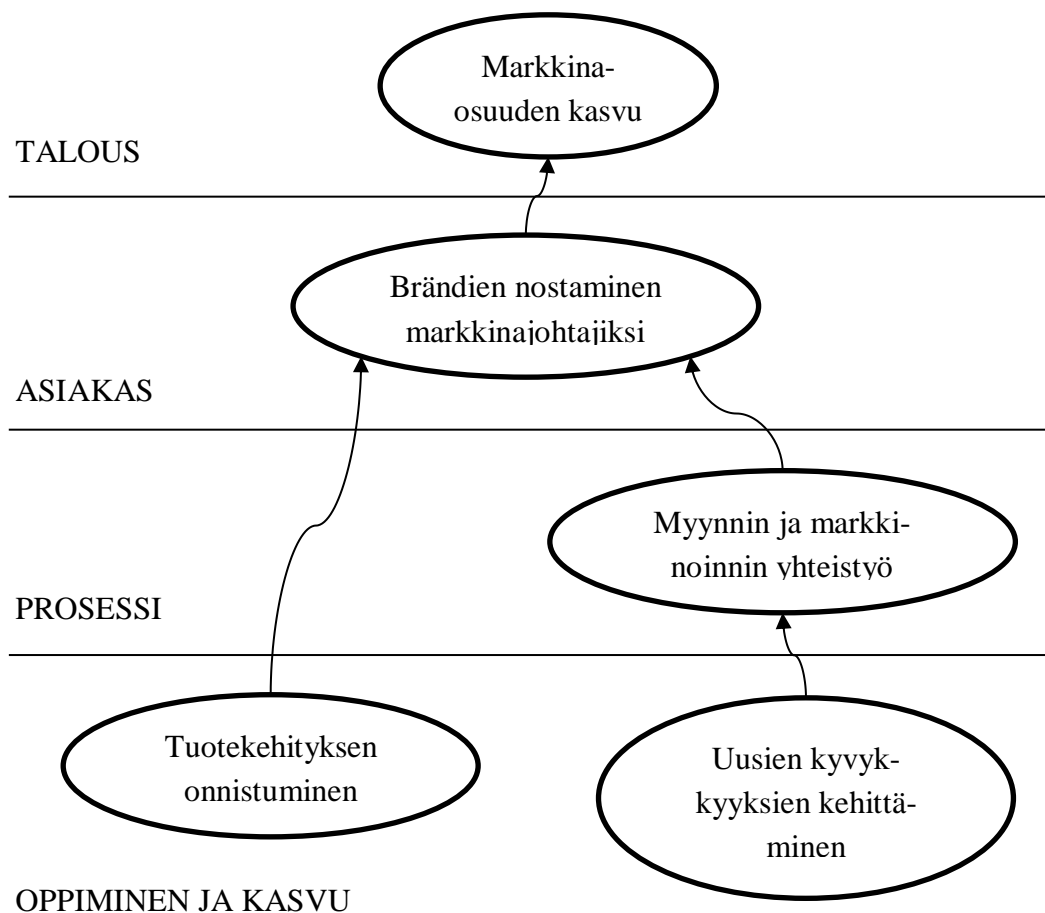 Markkina-
osuuden kasvu
TALOUS
Brändien nostaminen
markkinajohtajiksi
ASIAKAS
Myynnin ja markki-
noinnin yhteistyö
PROSESSI
Tuotekehityksen
onnistuminen
Uusien kyvyk-
kyyksien kehittä-
minen
OPPIMINEN JA KASVU